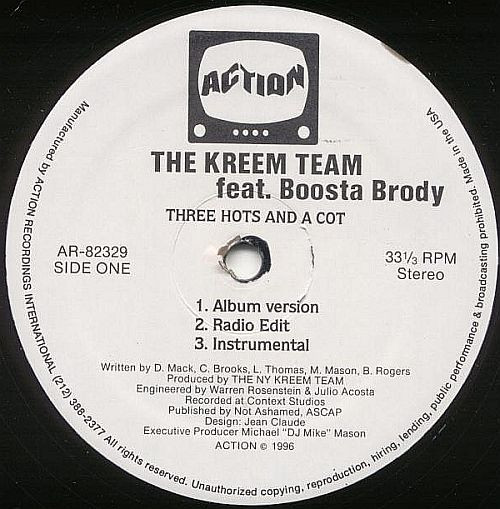 ACTION
THE KREEM TEAM
feat. Boosta Brody
THREE HOTS AND A COT
AR-82329
SIDE ONE
33 1/3 RPM
Stereo
1. Album version
2. Radio Edit
3. Instrumental
Written by D. Mack, C. Brooks, L. Thomas, M. Mason, B. Rogers
Produced by THE NY KREEM TEAM
Engineered by Warren Rosenstein & Julio Acosta
Recorded at Context Studios
Published by Not Ashamed, ASCAP
Design: Jean Claude
Executive Producer Michael "DJ Mike" Mason
ACTION © 1996
Manufactured by ACTION RECORDINGS INTERNATIONAL (212) 388-2377 All rights reserved. Unauthorized copying, reproduction, hiring, lending, public performance & broadcasting prohibited. Made in the USA